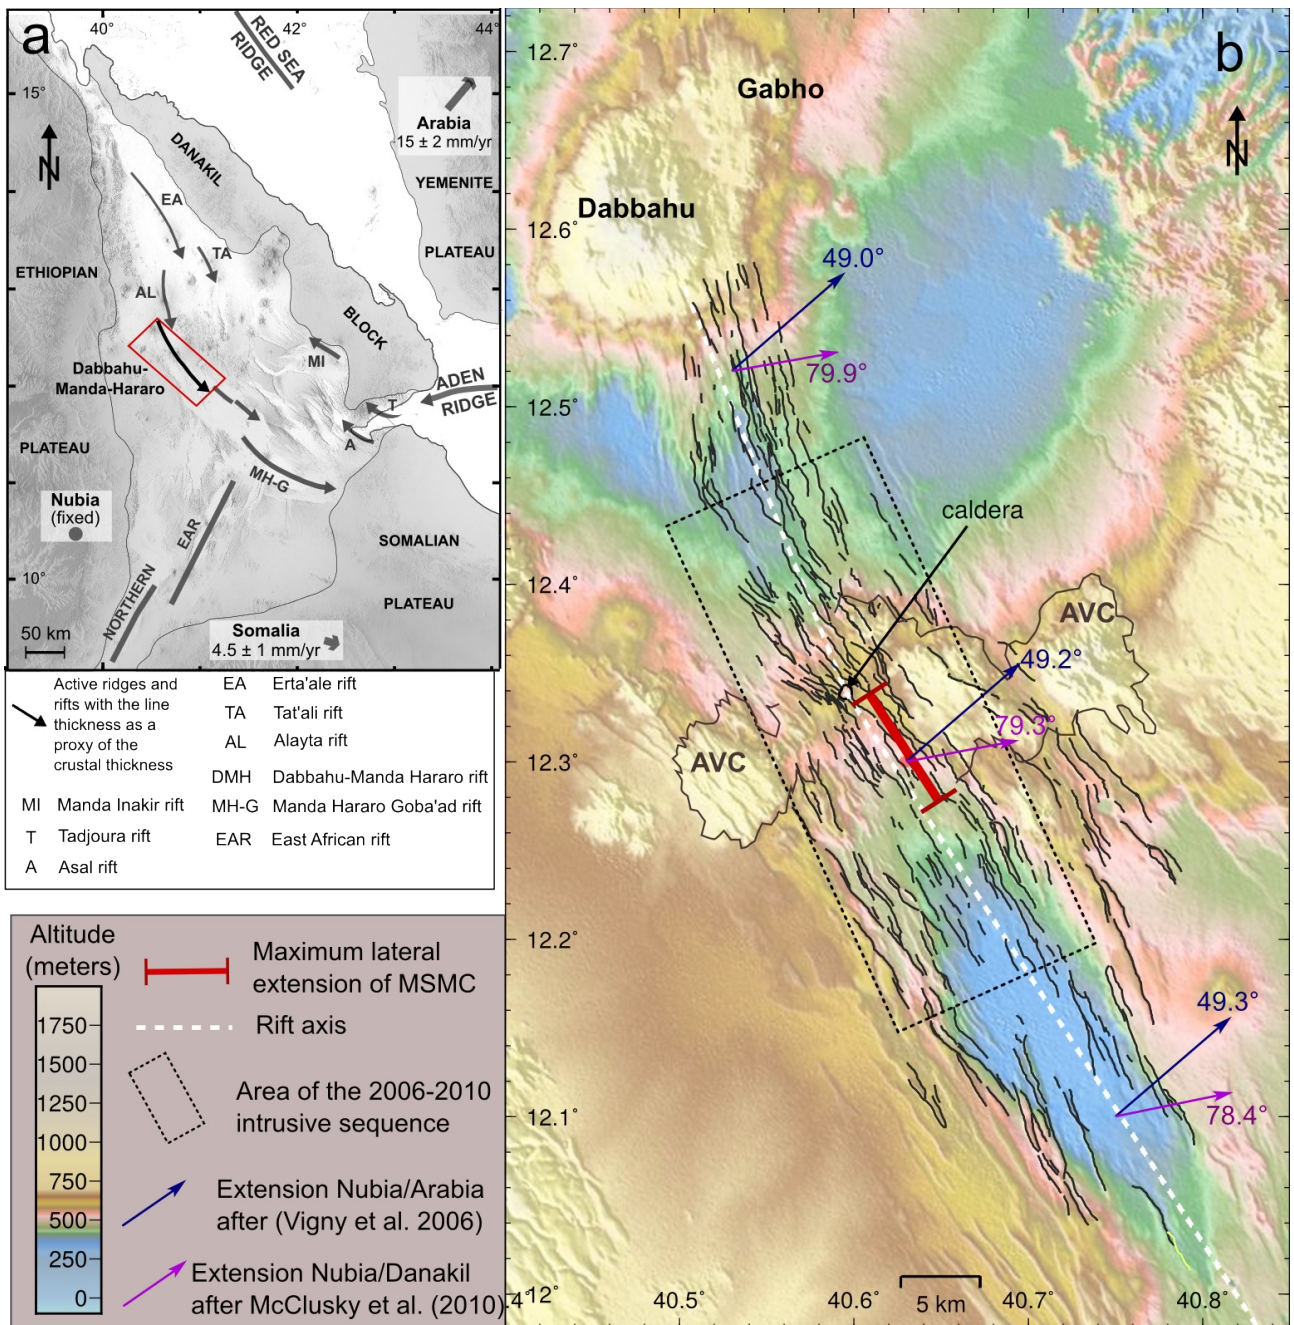 a
40°
42°
44°
15°
10°
N
RED SEA
RIDGE
Arabia
15 ± 2 mm/yr
DANAKIL
YEMENITE
PLATEAU
EA
TA
ETHIOPIAN
AL
BLOCK
MI
Dabbahu-
Manda-Hararo
ADEN
RIDGE
T
A
PLATEAU
MH-G
Nubia
(fixed)
EAR
SOMALIAN
PLATEAU
NORTHERN
50 km
Somalia
4.5 ± 1 mm/yr
Active ridges and
rifts with the line
thickness as a
proxy of the
crustal thickness
EA Erta'ale rift
TA Tat'ali rift
AL Alayta rift
DMH Dabbahu-Manda Hararo rift
MI Manda Inakir rift
MH-G Manda Hararo Goba'ad rift
T Tadjoura rift
EAR East African rift
A Asal rift
Altitude
(meters)
1750
1500
1250
1000
750
500
250
0
Maximum lateral
extension of MSMC
Rift axis
Area of the 2006-2010
intrusive sequence
Extension Nubia/Arabia
after (Vigny et al. 2006)
Extension Nubia/Danakil
after McClusky et al. (2010)
b
N
12.7°
12.6°
12.5°
12.4°
12.3°
12.2°
12.1°
12°
Gabho
Dabbahu
49.0°
79.9°
caldera
AVC
49.2°
79.3°
AVC
49.3°
78.4°
5 km
.4°
40.5°
40.6°
40.7°
40.8°